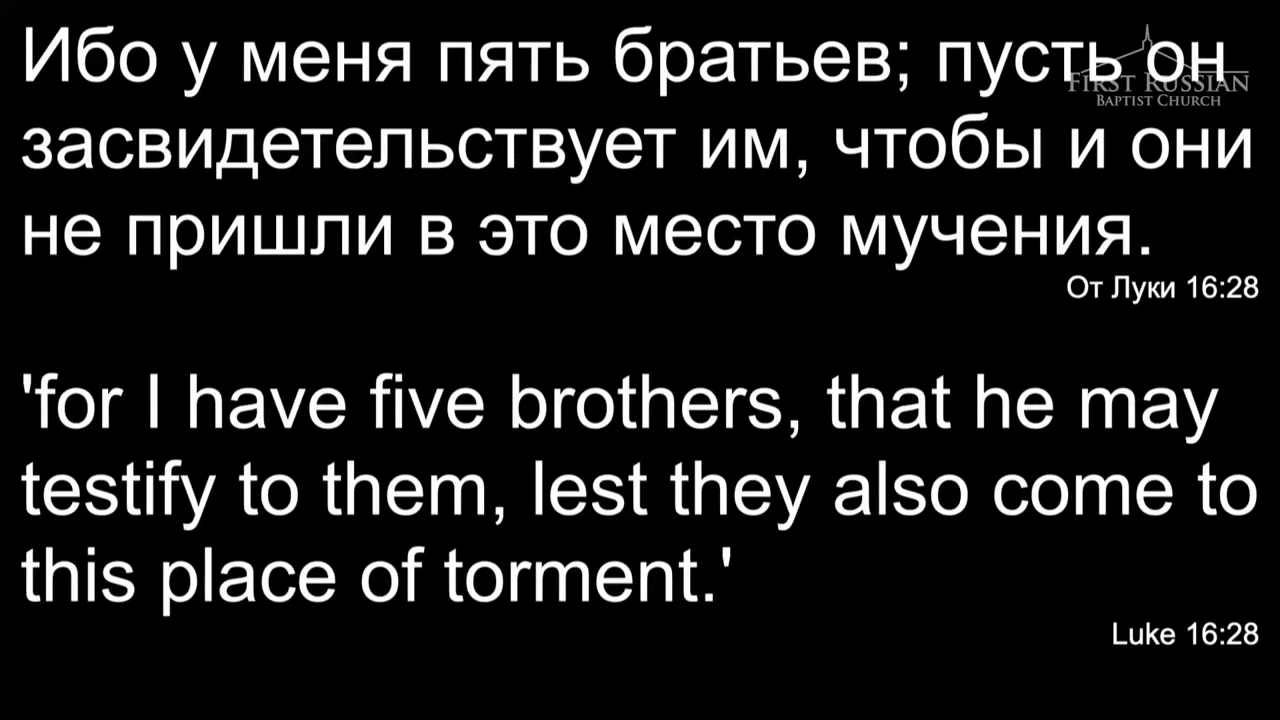 Ибо у меня пять братьев; пусть он
засвидетельствует им, чтобы и они
не пришли в это место мучения.
От Луки 16:28
'for I have five brothers, that he may
testify to them, lest they also come to
this place of torment.'
Luke 16:28
FIRST RUSSIAN
BAPTIST CHURCH